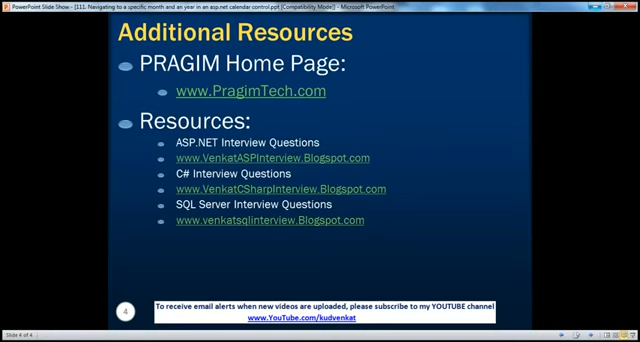 PowerPoint Slide Show - [111. Navigating to a specific month and an year in an asp.net calendar control.ppt [Compatibility Mode]] - Microsoft PowerPoint
Additional Resources
PRAGIM Home Page:
www.PragimTech.com
Resources:
ASP.NET Interview Questions
www.VenkatASPInterview.Blogspot.com
C# Interview Questions
www.VenkatCSharpInterview.Blogspot.com
SQL Server Interview Questions
www.venkatsqlinterview.Blogspot.com
4
To receive email alerts when new videos are uploaded, please subscribe to my YOUTUBE channel
www.YouTube.com/kudvenkat
Slide 4 of 4